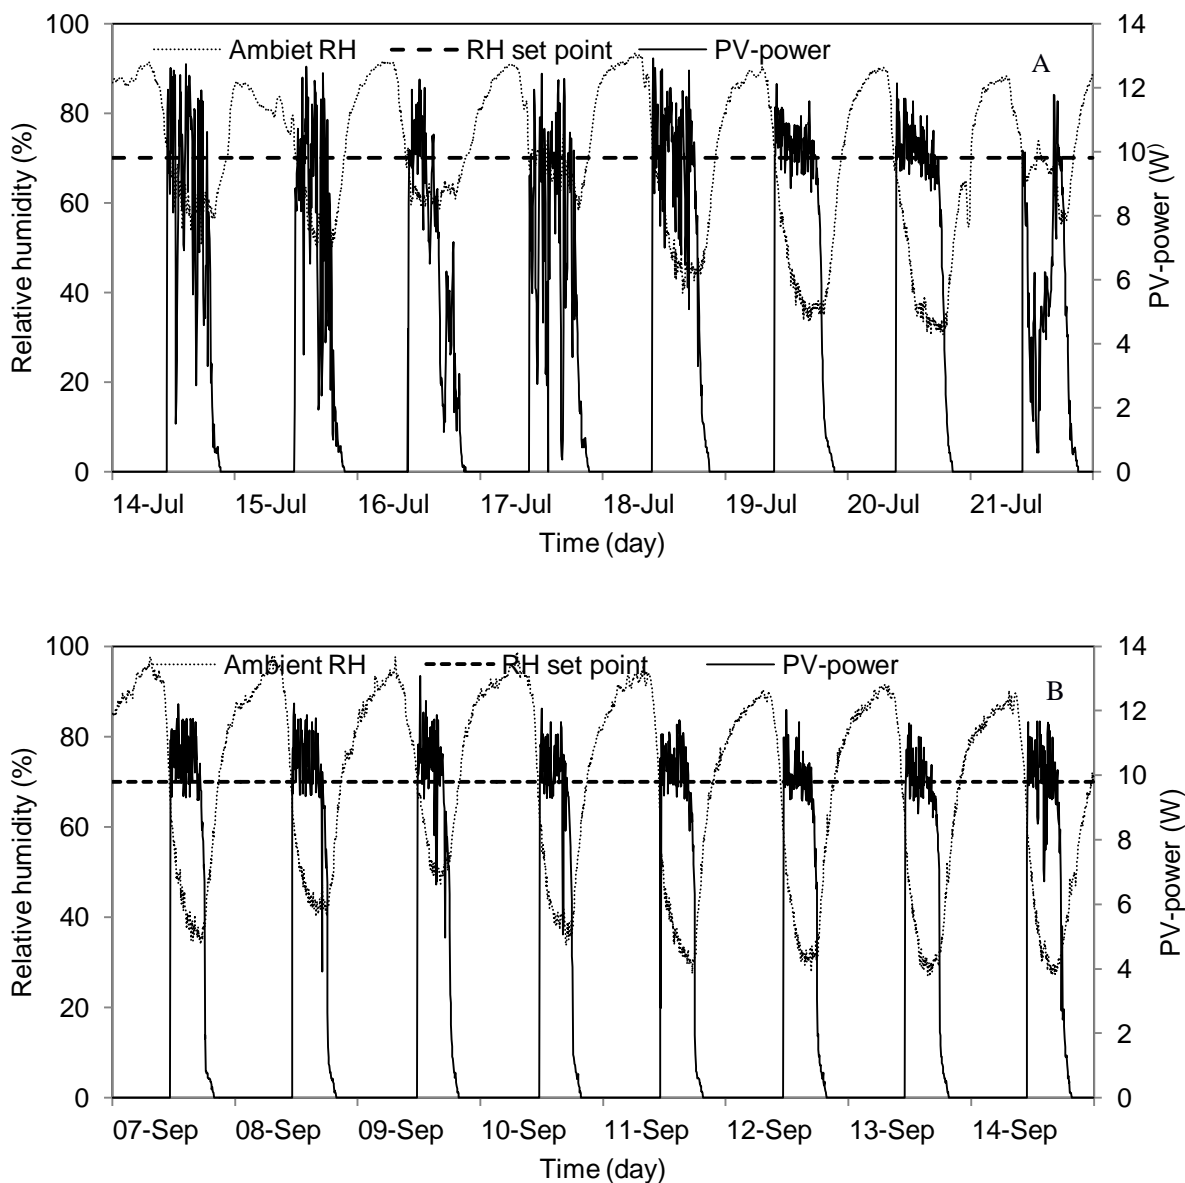 100
80
60
40
20
0
Relative humidity (%)
Ambiet RH
RH set point
PV-power
A
14
12
10
8
6
4
2
0
PV-power (W)
14-Jul 15-Jul 16-Jul 17-Jul 18-Jul 19-Jul 20-Jul 21-Jul
Time (day)
100
80
60
40
20
0
Relative humidity (%)
Ambient RH
RH set point
PV-power
B
14
12
10
8
6
4
2
0
PV-power (W)
07-Sep 08-Sep 09-Sep 10-Sep 11-Sep 12-Sep 13-Sep 14-Sep
Time (day)